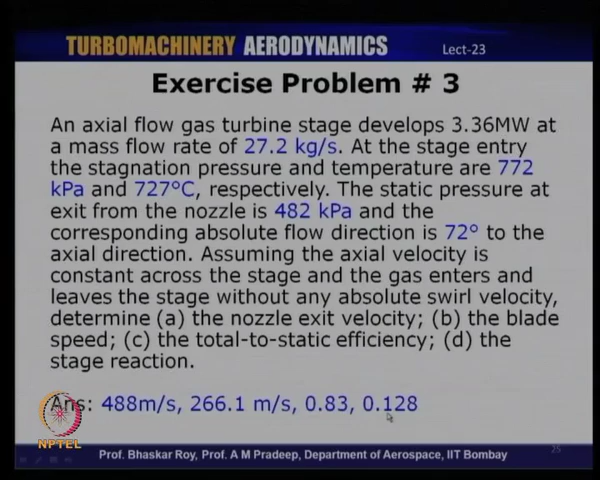 TURBOMACHINERY AERODYNAMICS Lect-23
Exercise Problem # 3
An axial flow gas turbine stage develops 3.36MW at
a mass flow rate of 27.2 kg/s. At the stage entry
the stagnation pressure and temperature are 772
kPa and 727°C, respectively. The static pressure at
exit from the nozzle is 482 kPa and the
corresponding absolute flow direction is 72° to the
axial direction. Assuming the axial velocity is
constant across the stage and the gas enters and
leaves the stage without any absolute swirl velocity,
determine (a) the nozzle exit velocity; (b) the blade
speed; (c) the total-to-static efficiency; (d) the
stage reaction.
Ans: 488m/s, 266.1 m/s, 0.83, 0.128
NPTEL
Prof. Bhaskar Roy, Prof. A M Pradeep, Department of Aerospace, IIT Bombay
25